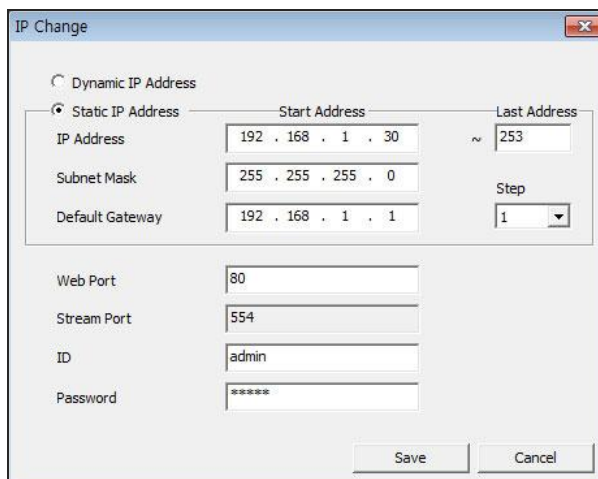 IP Change
Dynamic IP Address
Static IP Address Start Address Last Address
IP Address 192 . 168 . 1 . 30 ~ 253
Subnet Mask 255 . 255 . 255 . 0
Step
Default Gateway 192 . 168 . 1 . 1 1
Web Port 80
Stream Port 554
ID admin
Password *****
Save Cancel